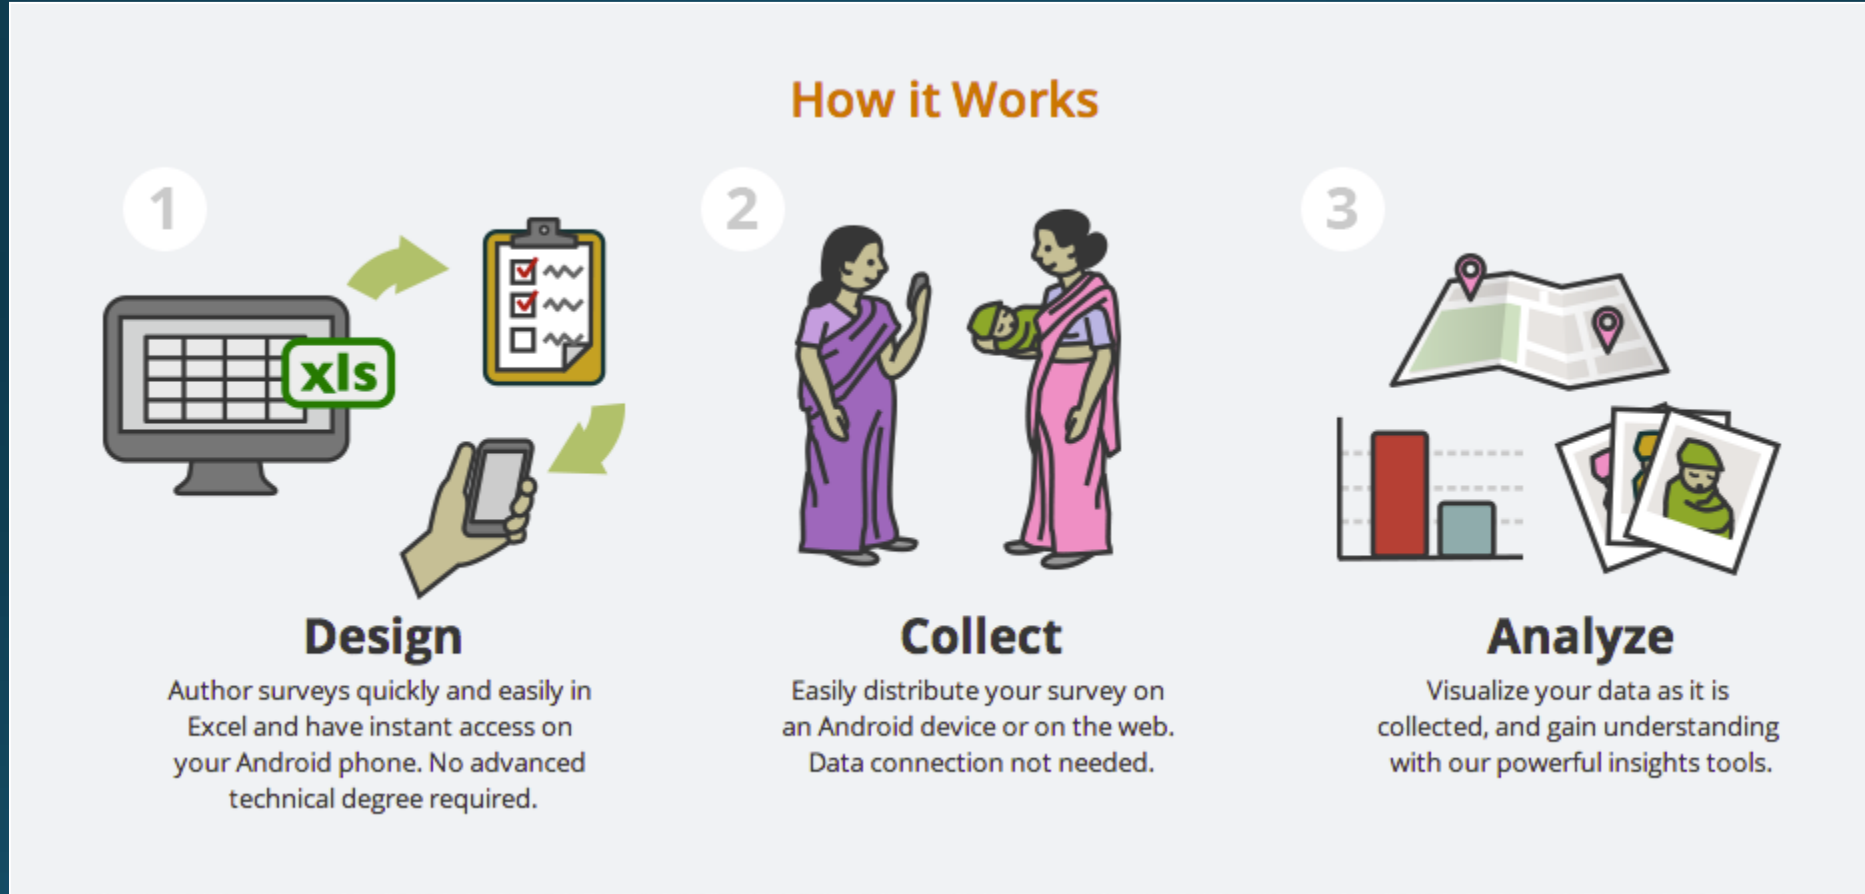 How it Works
1
xls
Design
Author surveys quickly and easily in
Excel and have instant access on
your Android phone. No advanced
technical degree required.
2
Collect
Easily distribute your survey on
an Android device or on the web.
Data connection not needed.
3
Analyze
Visualize your data as it is
collected, and gain understanding
with our powerful insights tools.